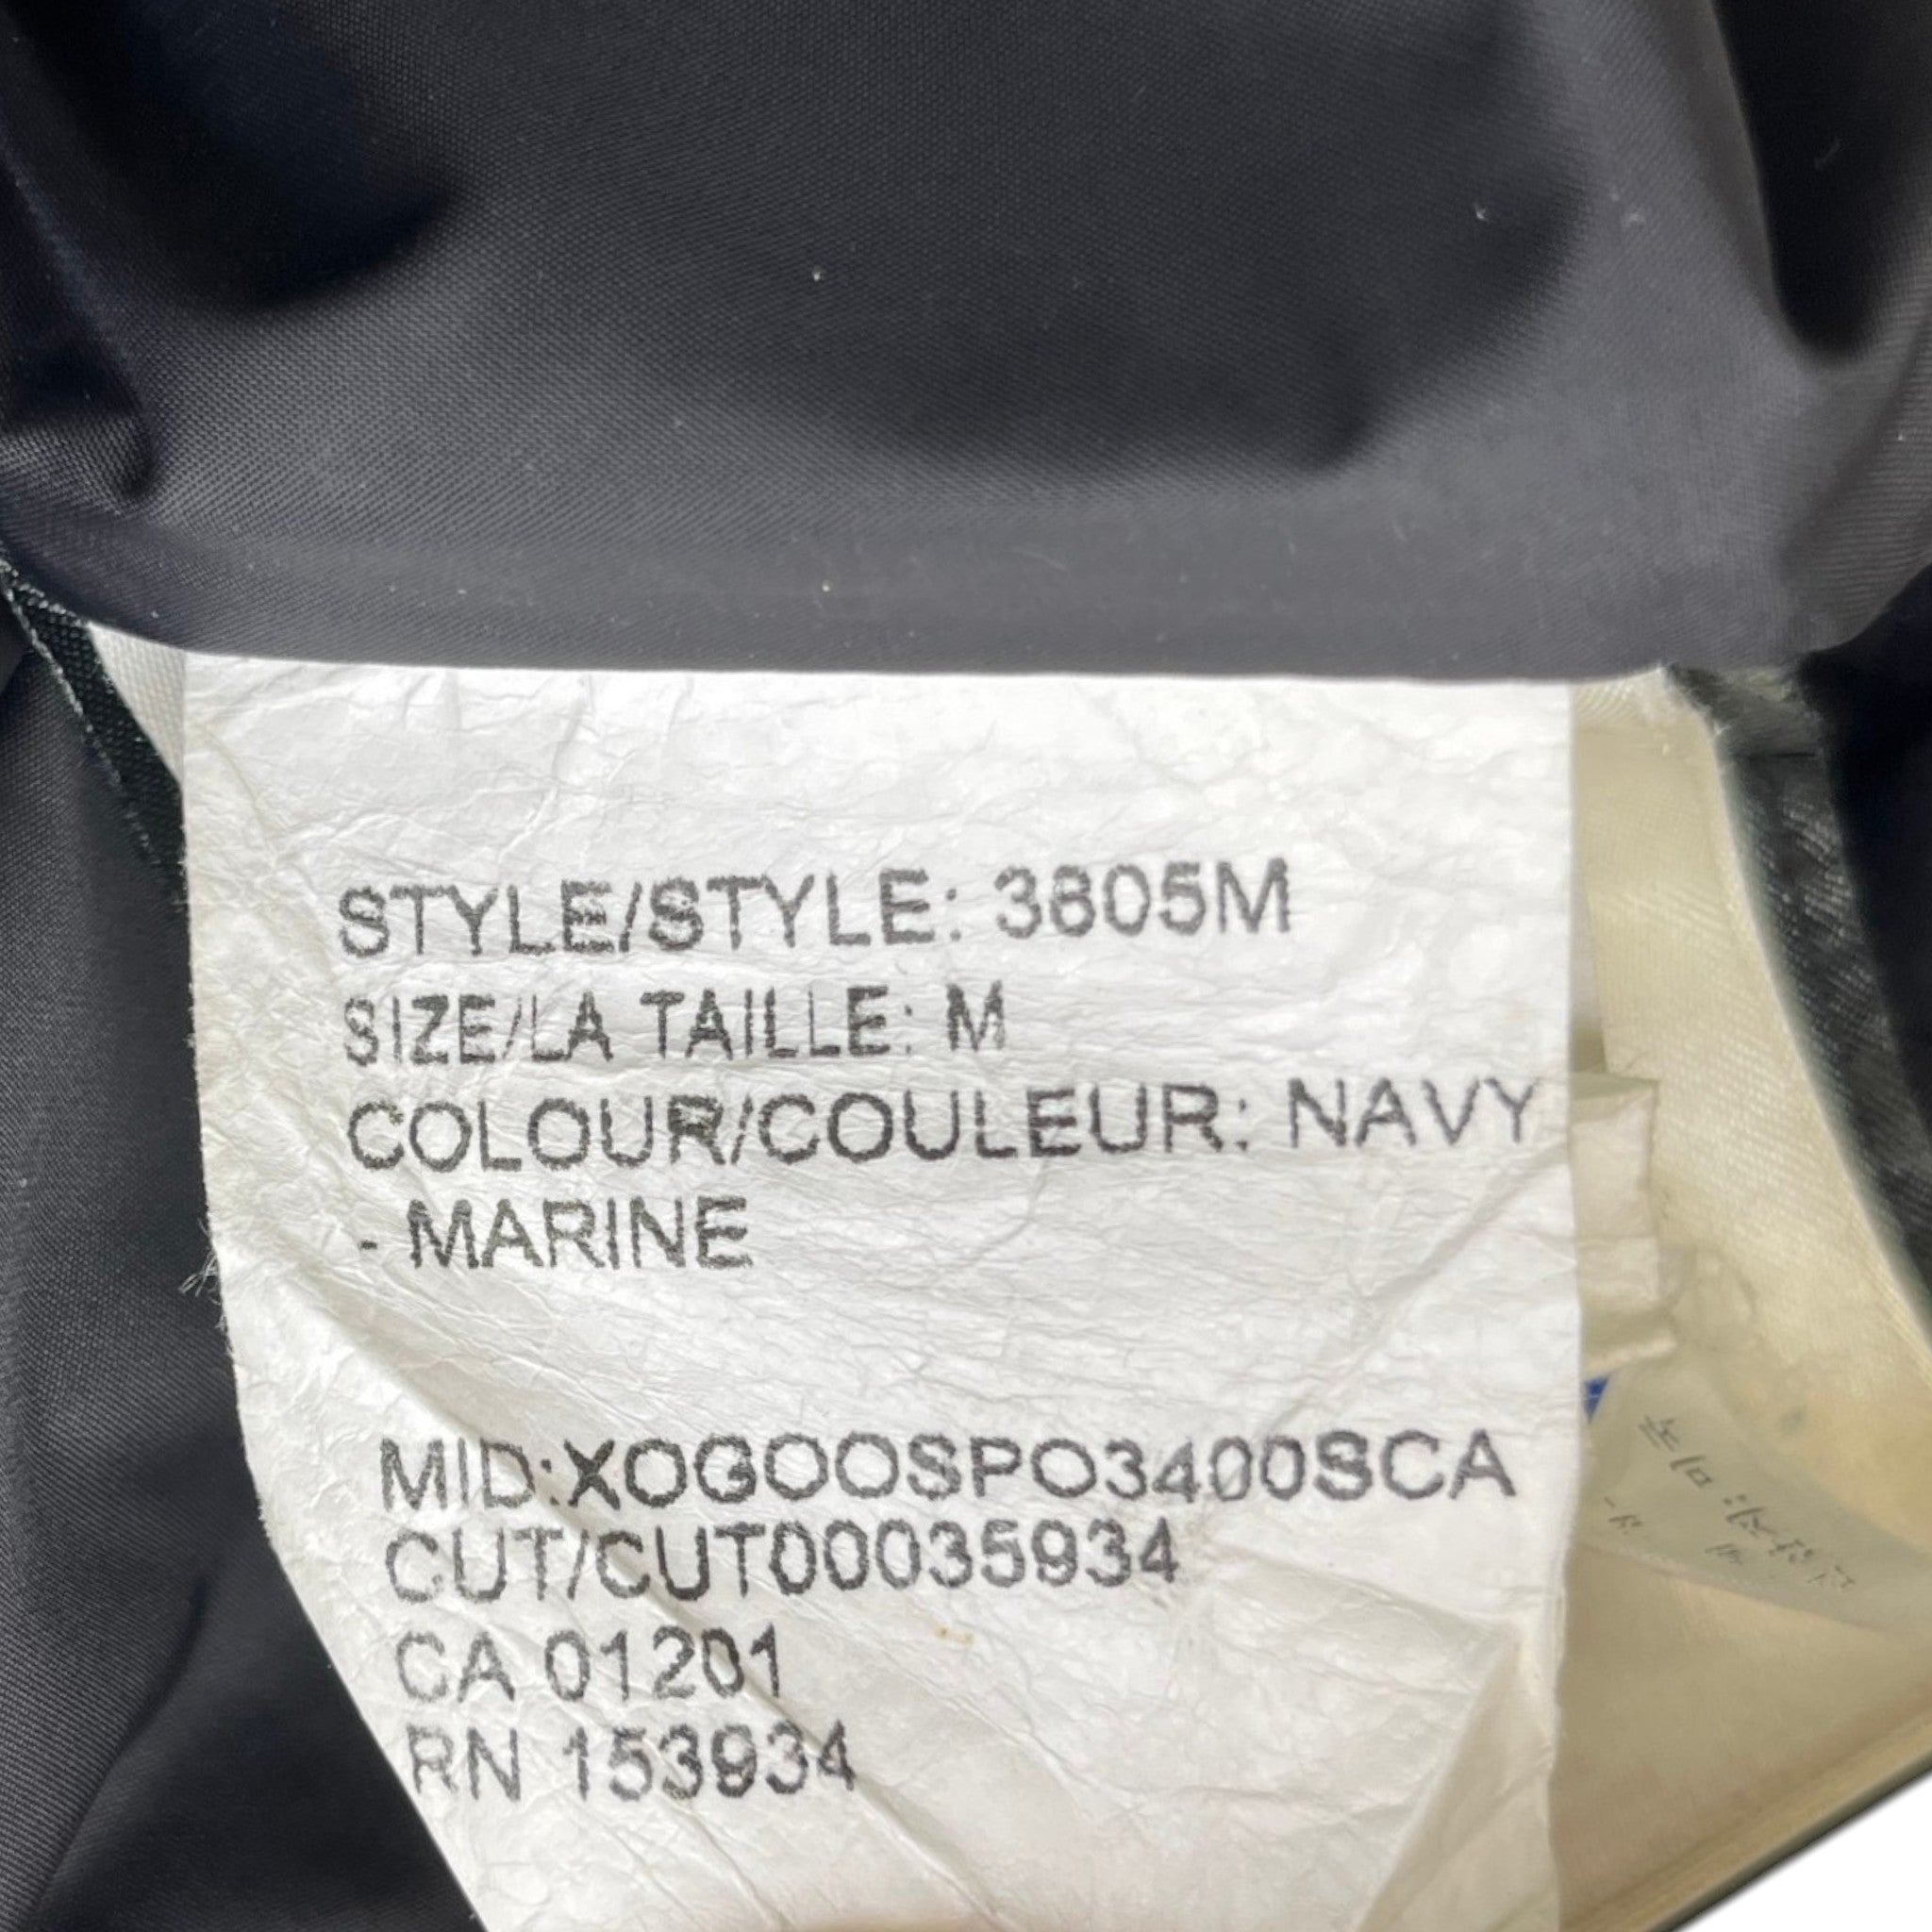 STYLE/STYLE: 3805M
SIZE/LA TAILLE: M
COLOUR/COULEUR: NAVY
- MARINE
MID:XOGOOSPO3400SCA
CUT/CUT00035934
CA 01201
RN 153934